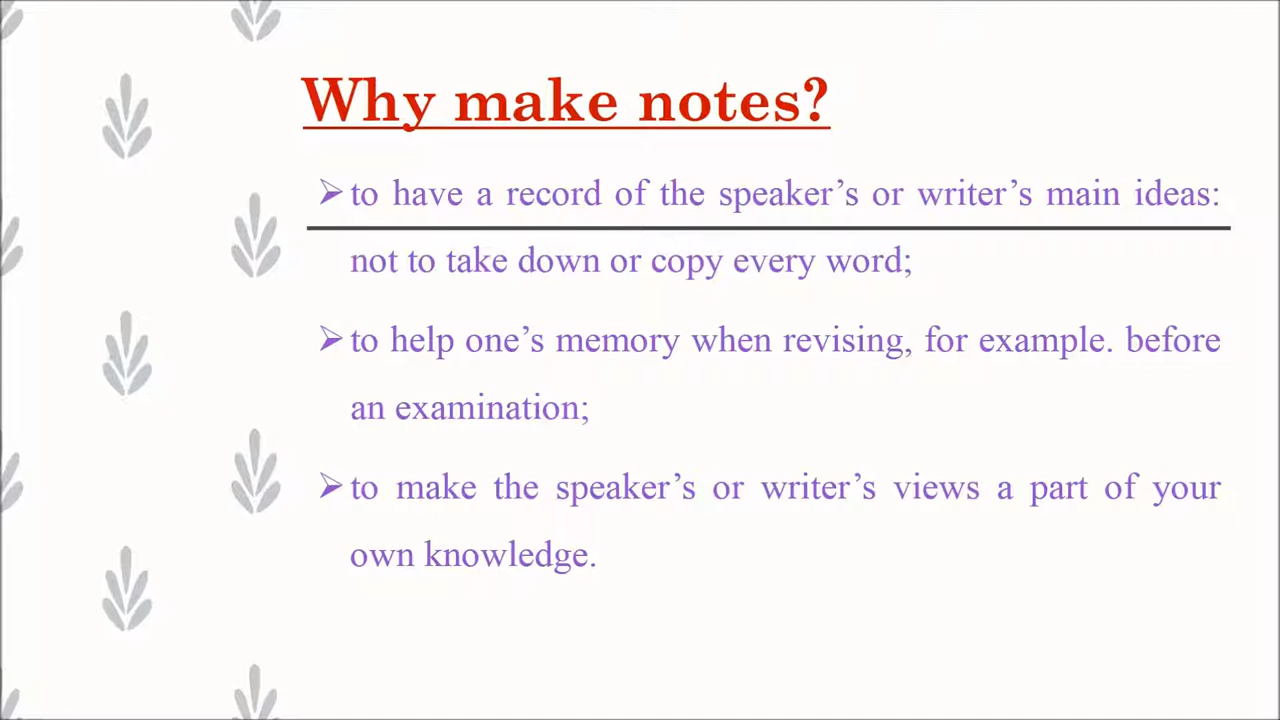 Why make notes?
➢ to have a record of the speaker’s or writer’s main ideas:
not to take down or copy every word;
➢ to help one’s memory when revising, for example. before
an examination;
➢ to make the speaker’s or writer’s views a part of your
own knowledge.